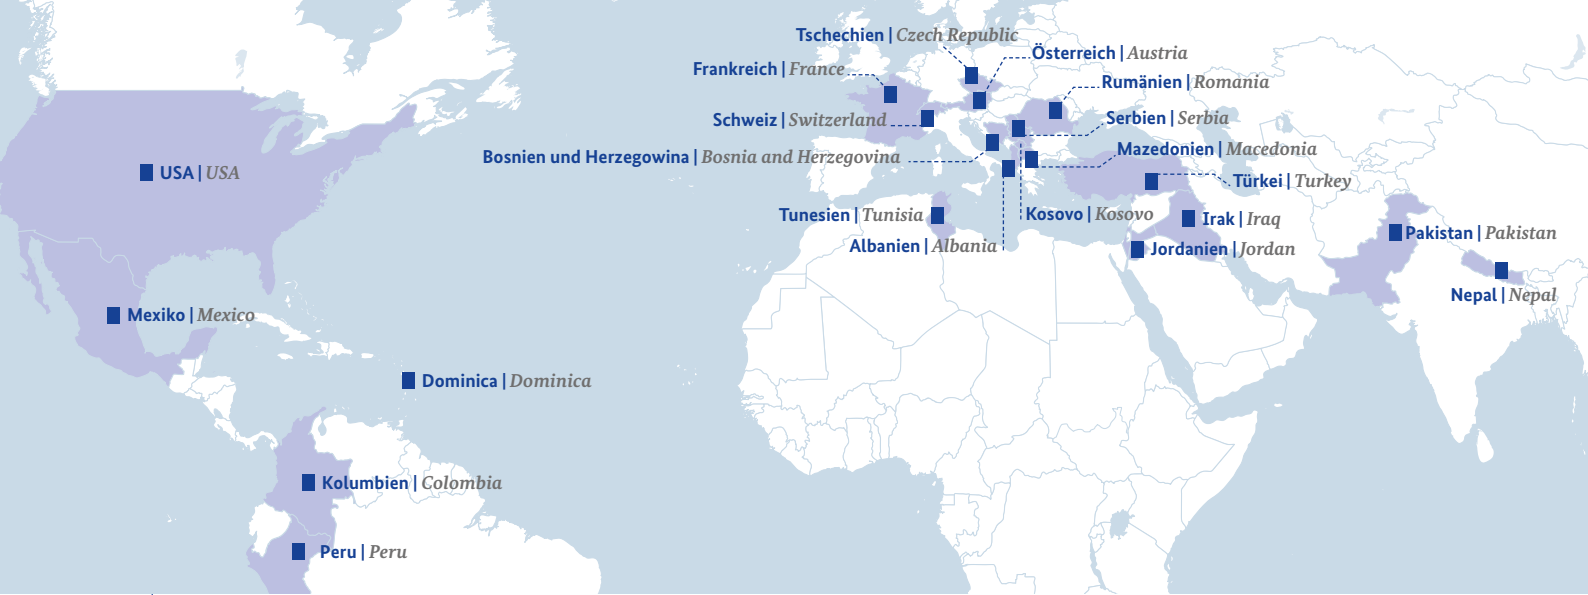 Tschechien | Czech Republic
Österreich | Austria
Frankreich | France
Rumänien | Romania
Schweiz | Switzerland
Serbien | Serbia
Bosnien und Herzegowina | Bosnia and Herzegovina
Mazedonien | Macedonia
USA | USA
Türkei | Turkey
Tunesien | Tunisia
Kosovo | Kosovo
Irak | Iraq
Albanien | Albania
Jordanien | Jordan
Pakistan | Pakistan
Nepal | Nepal
Mexiko | Mexico
Dominica | Dominica
Kolumbien | Colombia
Peru | Peru